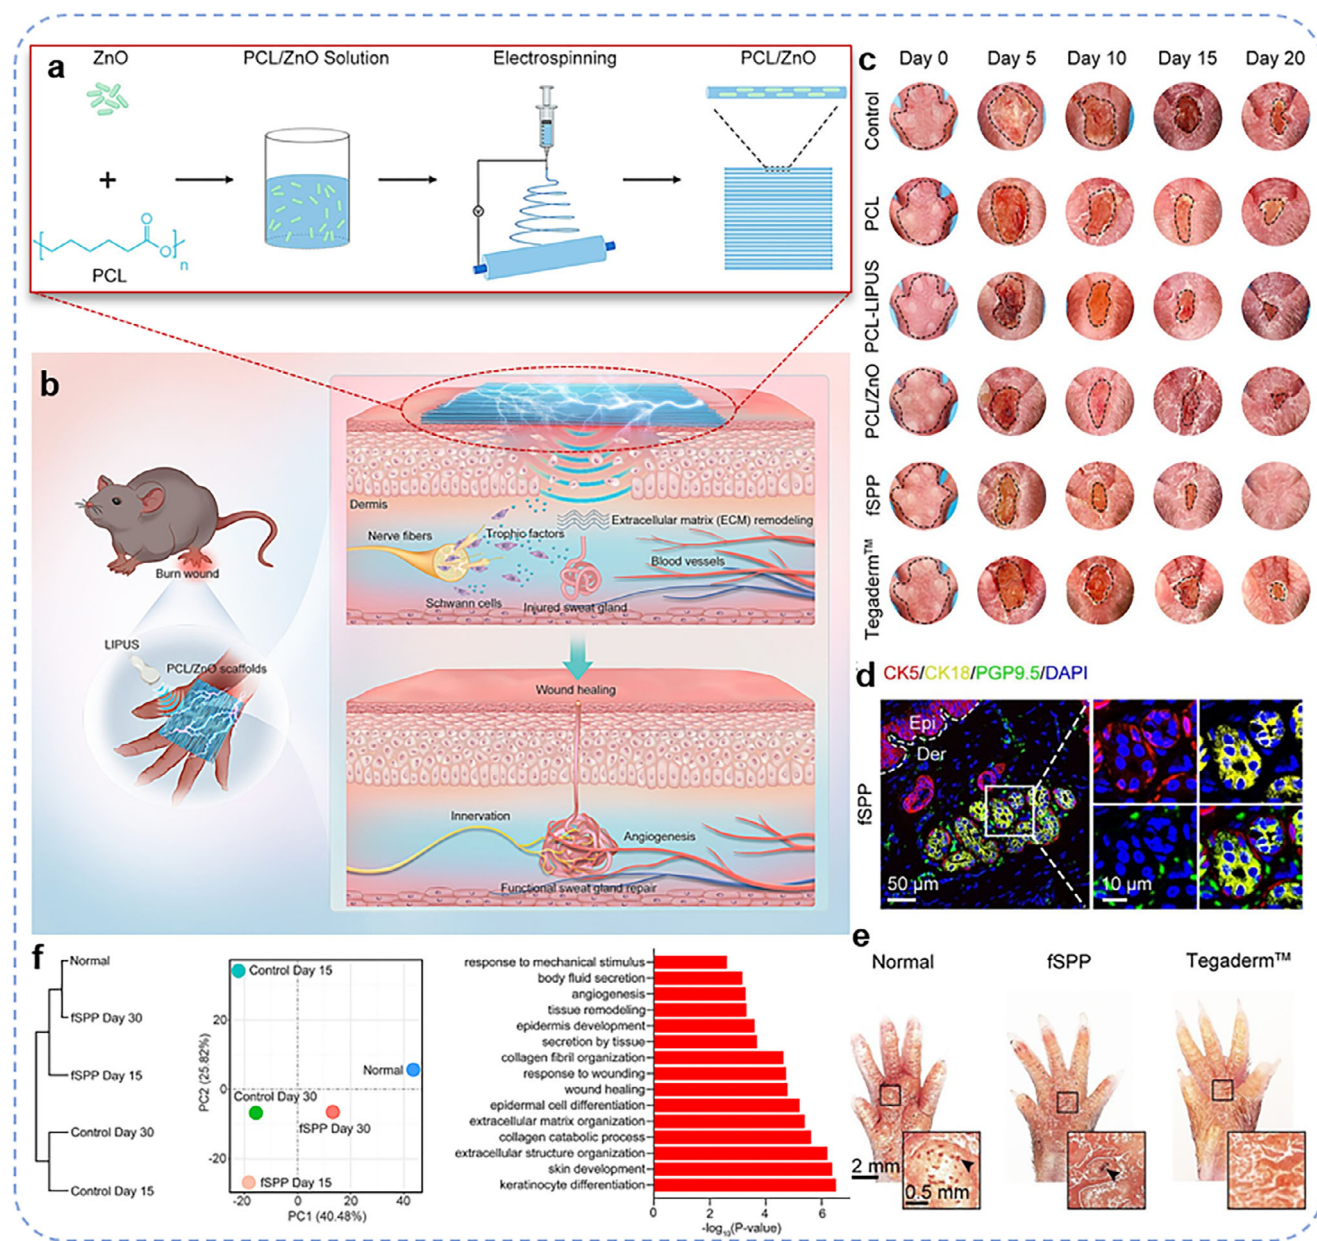 a
ZnO
PCL/ZnO Solution
Electrospinning
PCL/ZnO
+
V
O
O
n
PCL
b
Dermis
Nerve fibers
Trophio factors
Extracellular matrix (ECM) remodeling
Blood vessels
Schwann cells
Injured sweat gland
Burn wound
LIPUS
PCL/ZnO scaffolds
Wound healing
Innervation
Angiogenesis
Functional sweat gland repair
c
Day 0 Day 5 Day 10 Day 15 Day 20
Control
PCL
PCL-LIPUS
PCL/ZnO
fSPP
Tegaderm™
d
CK5/CK18/PGP9.5/DAPI
fSPP
Epi
Der
50 µm
10 µm
e
Normal fSPP Tegaderm™
2 mm
0.5 mm
f
Normal
fSPP Day 30
fSPP Day 15
Control Day 30
Control Day 15
PC2 (25.82%)
20
0
-20
Control Day 15
Normal
Control Day 30
fSPP Day 30
fSPP Day 15
-20 0 20 40
PC1 (40.48%)
response to mechanical stimulus
body fluid secretion
angiogenesis
tissue remodeling
epidermis development
secretion by tissue
collagen fibril organization
response to wounding
wound healing
epidermal cell differentiation
extracellular matrix organization
collagen catabolic process
extracellular structure organization
skin development
keratinocyte differentiation
0 2 4 6
-log₁₀(P-value)